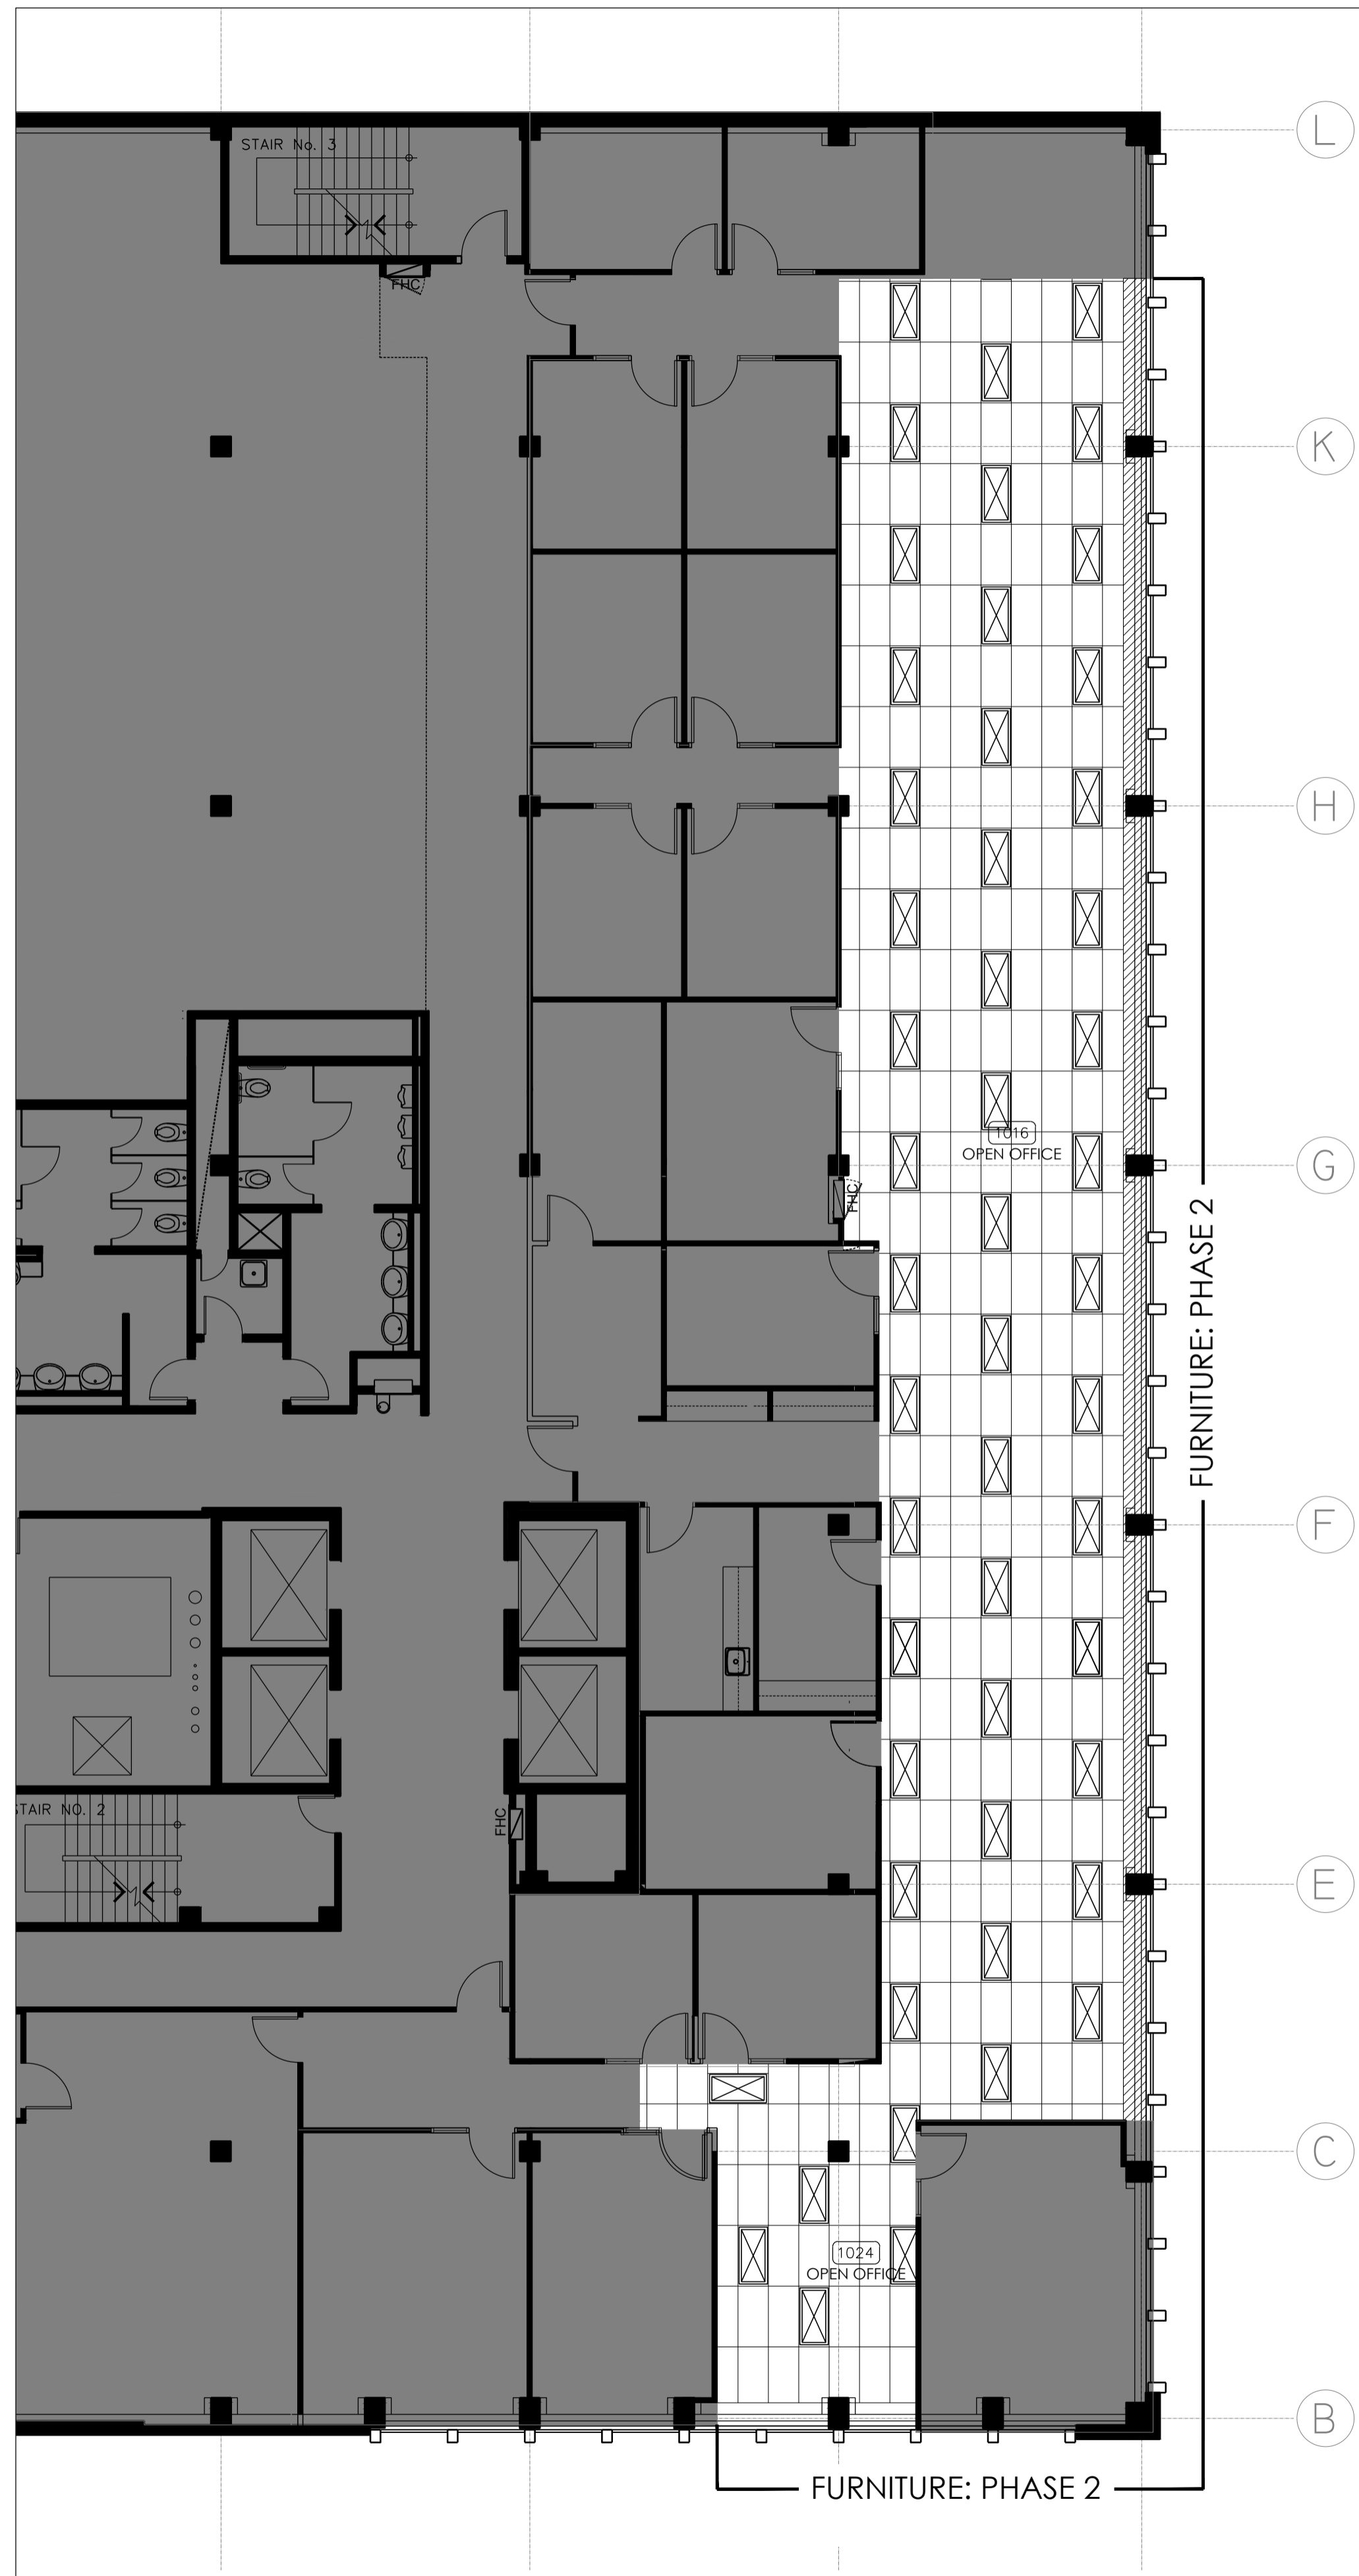 L
STAIR No. 3
FHC
K
H
1016
OPEN OFFICE
G
FHC
FURNITURE: PHASE 2
F
STAIR NO. 2
FHC
E
C
1024
OPEN OFFICE
B
FURNITURE: PHASE 2